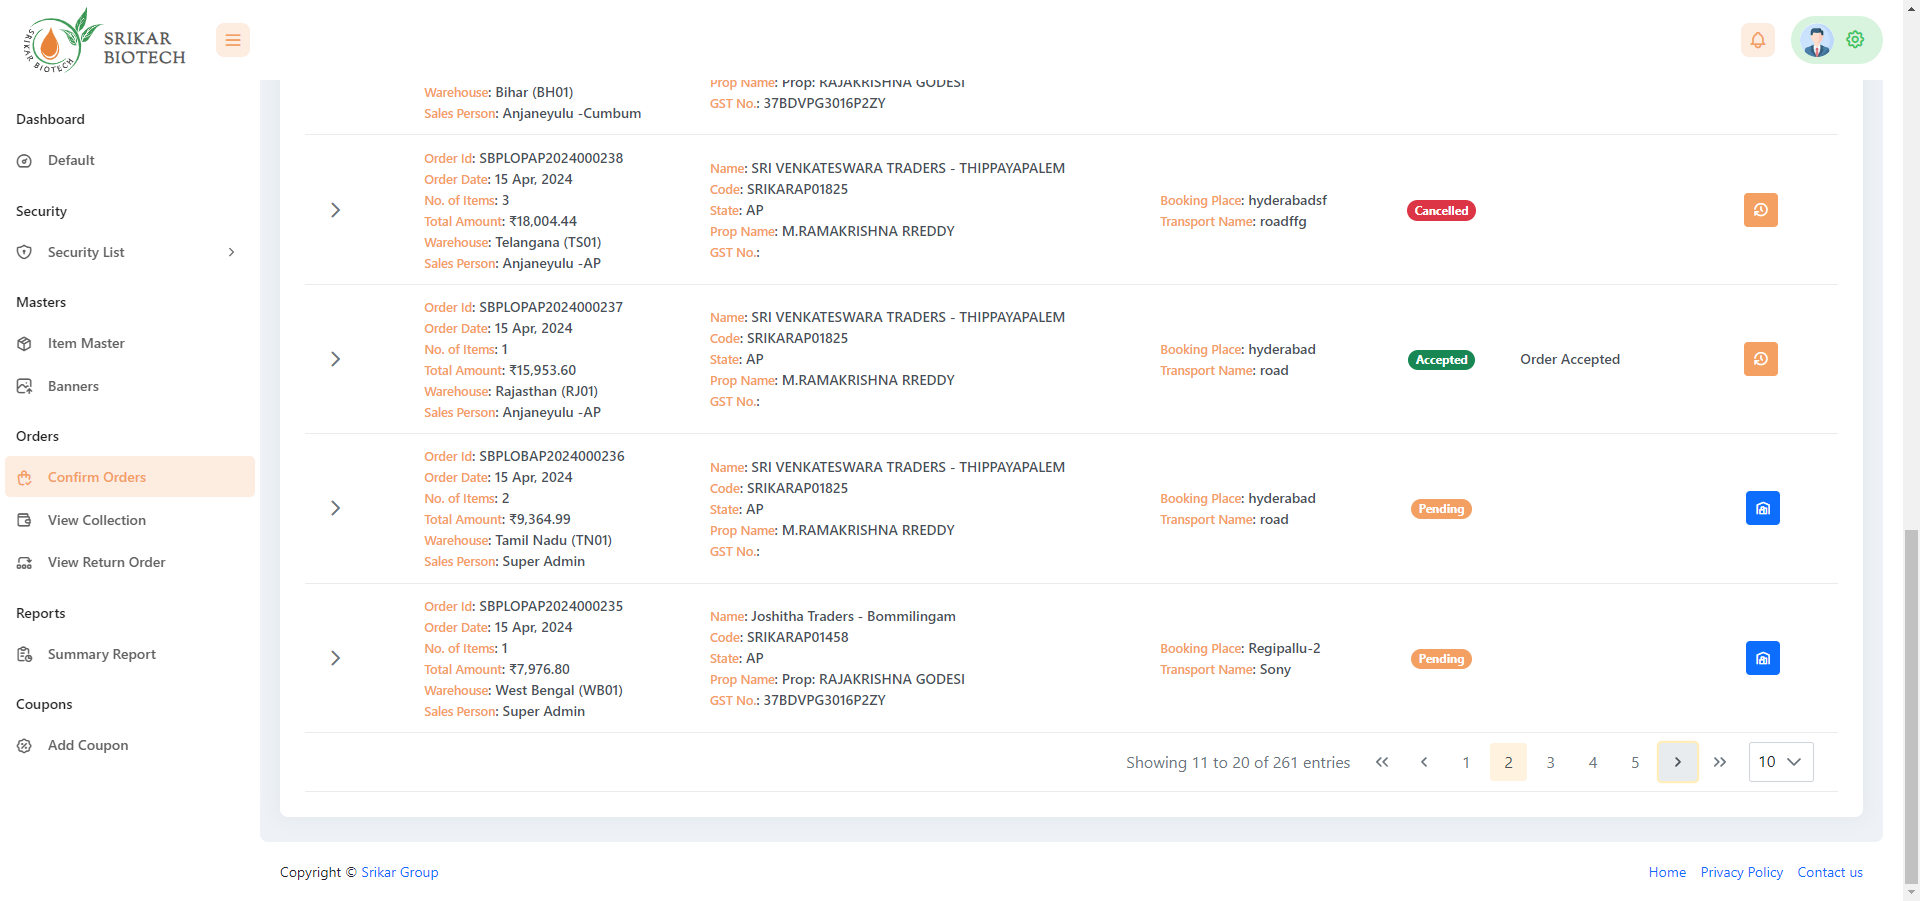 SRIKAR
BIOTECH
SRIKAR BIOTECH
Dashboard
Default
Security
Security List
Masters
Item Master
Banners
Orders
Confirm Orders
View Collection
View Return Order
Reports
Summary Report
Coupons
Add Coupon
Warehouse: Bihar (BH01)
Sales Person: Anjaneyulu -Cumbum
Prop Name: Prop: RAJAKRISHNA GODESI
GST No.: 37BDVPG3016P2ZY
Order Id: SBPLOPAP2024000238
Order Date: 15 Apr, 2024
No. of Items: 3
Total Amount: ₹18,004.44
Warehouse: Telangana (TS01)
Sales Person: Anjaneyulu -AP
Name: SRI VENKATESWARA TRADERS - THIPPAYAPALEM
Code: SRIKARAP01825
State: AP
Prop Name: M.RAMAKRISHNA RREDDY
GST No.:
Booking Place: hyderabadsf
Transport Name: roadffg
Cancelled
Order Id: SBPLOPAP2024000237
Order Date: 15 Apr, 2024
No. of Items: 1
Total Amount: ₹15,953.60
Warehouse: Rajasthan (RJ01)
Sales Person: Anjaneyulu -AP
Name: SRI VENKATESWARA TRADERS - THIPPAYAPALEM
Code: SRIKARAP01825
State: AP
Prop Name: M.RAMAKRISHNA RREDDY
GST No.:
Booking Place: hyderabad
Transport Name: road
Accepted
Order Accepted
Order Id: SBPLOBAP2024000236
Order Date: 15 Apr, 2024
No. of Items: 2
Total Amount: ₹9,364.99
Warehouse: Tamil Nadu (TN01)
Sales Person: Super Admin
Name: SRI VENKATESWARA TRADERS - THIPPAYAPALEM
Code: SRIKARAP01825
State: AP
Prop Name: M.RAMAKRISHNA RREDDY
GST No.:
Booking Place: hyderabad
Transport Name: road
Pending
Order Id: SBPLOPAP2024000235
Order Date: 15 Apr, 2024
No. of Items: 1
Total Amount: ₹7,976.80
Warehouse: West Bengal (WB01)
Sales Person: Super Admin
Name: Joshitha Traders - Bommilingam
Code: SRIKARAP01458
State: AP
Prop Name: Prop: RAJAKRISHNA GODESI
GST No.: 37BDVPG3016P2ZY
Booking Place: Regipallu-2
Transport Name: Sony
Pending
Showing 11 to 20 of 261 entries 1 2 3 4 5 10
Copyright © Srikar Group
Home Privacy Policy Contact us